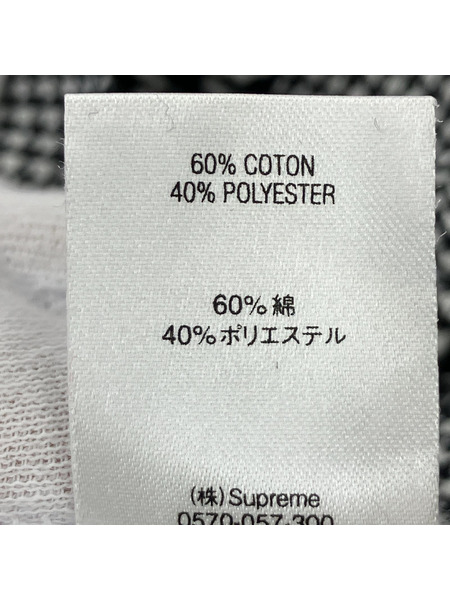 60% COTON
40% POLYESTER
60%綿
40%ポリエステル
(株)Supreme
0570-057-300